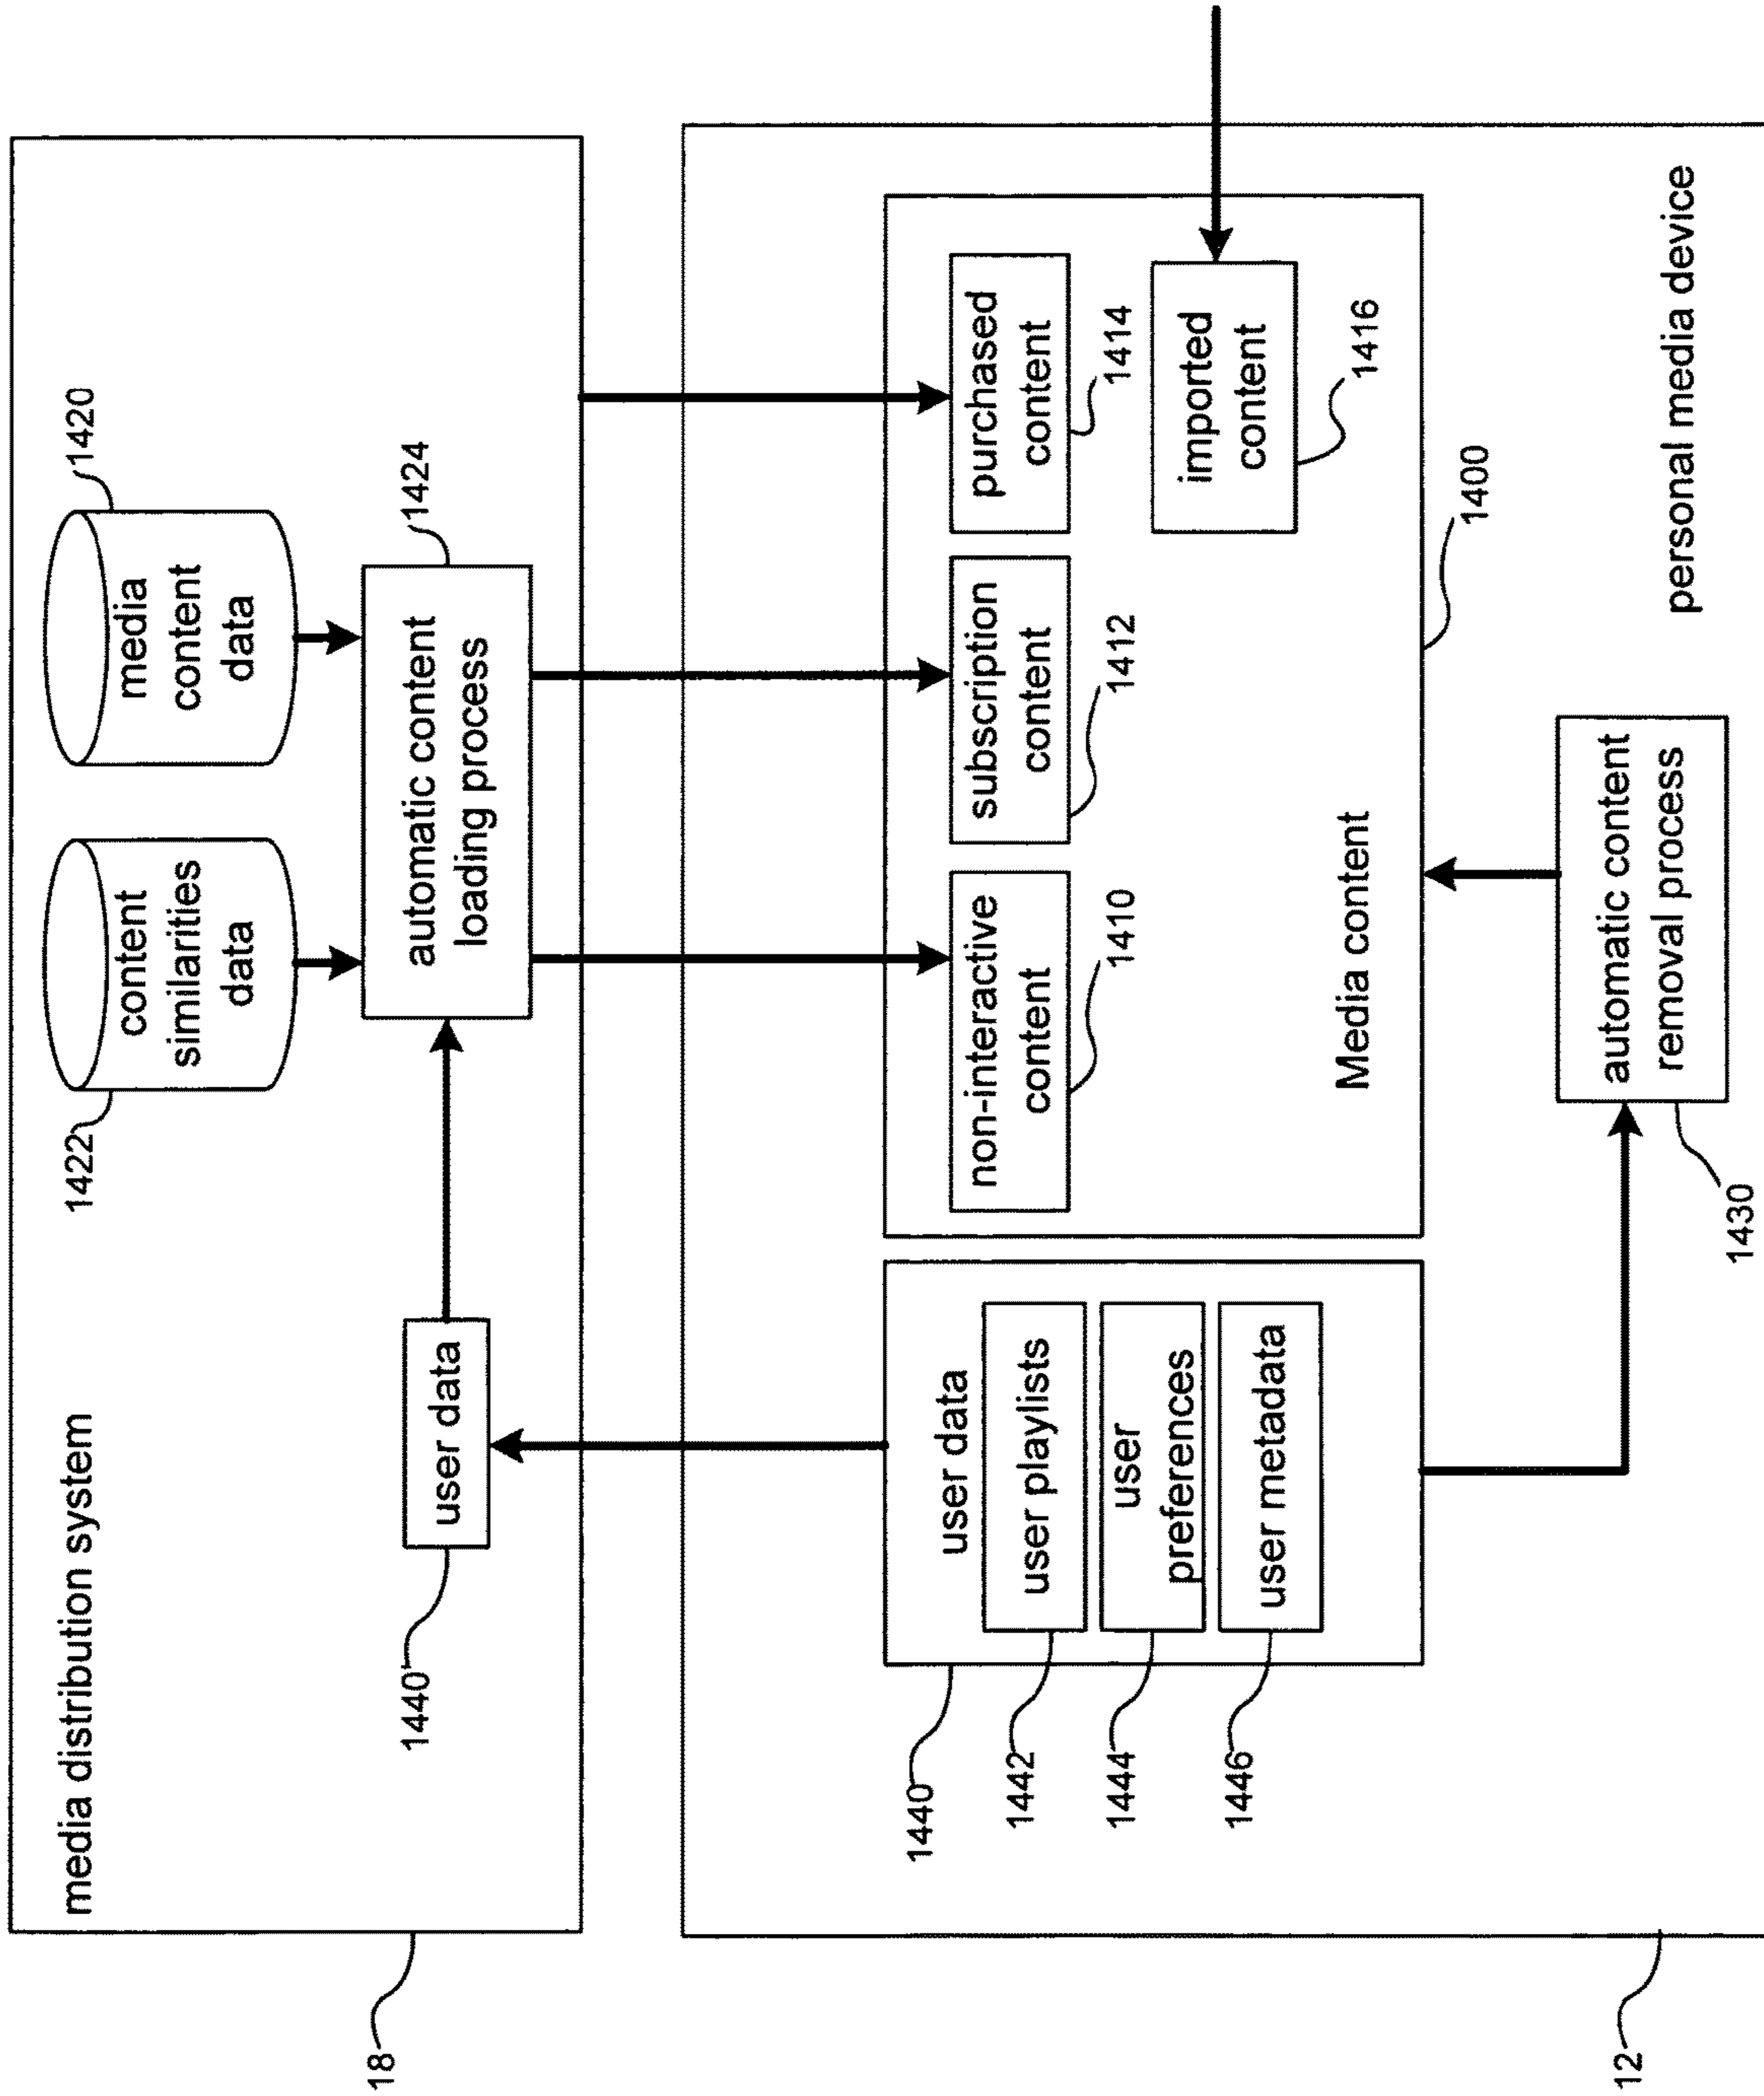 media distribution system
18
1422
content
similarities
data
media
content
data
1420
automatic content
loading process
1424
user data
1440'
user data
1440
user playlists
1442
user
preferences
1444
user metadata
1446
non-interactive
content
1410
subscription
content
1412
purchased
content
1414
imported
content
1416
Media content
1400
automatic content
removal process
1430
personal media device
12